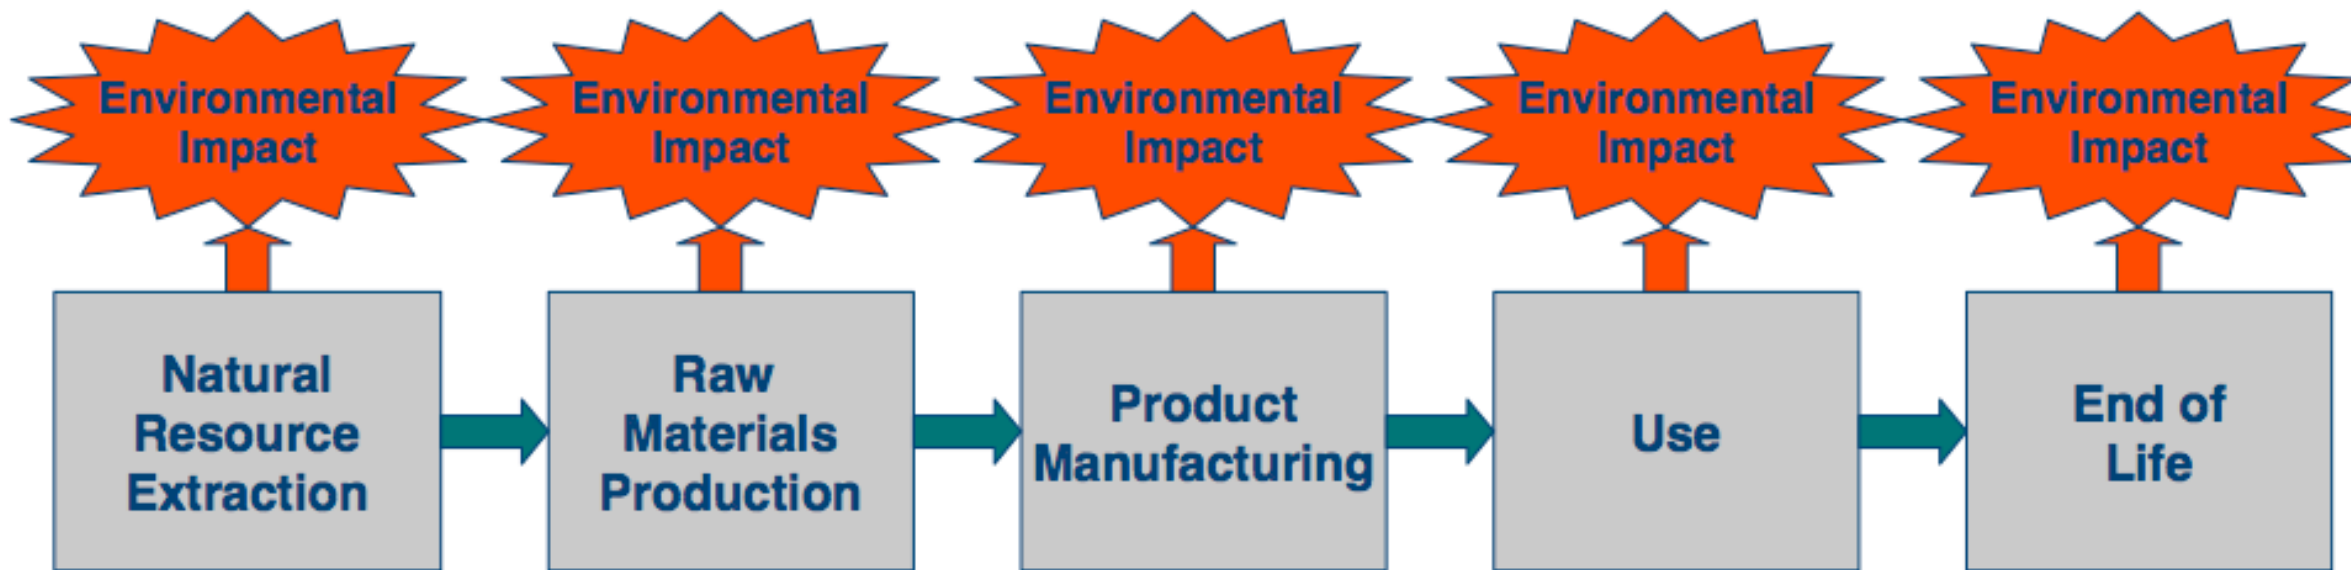 Environmental
Impact
Environmental
Impact
Environmental
Impact
Environmental
Impact
Environmental
Impact
Natural
Resource
Extraction
Raw
Materials
Production
Product
Manufacturing
Use
End of
Life